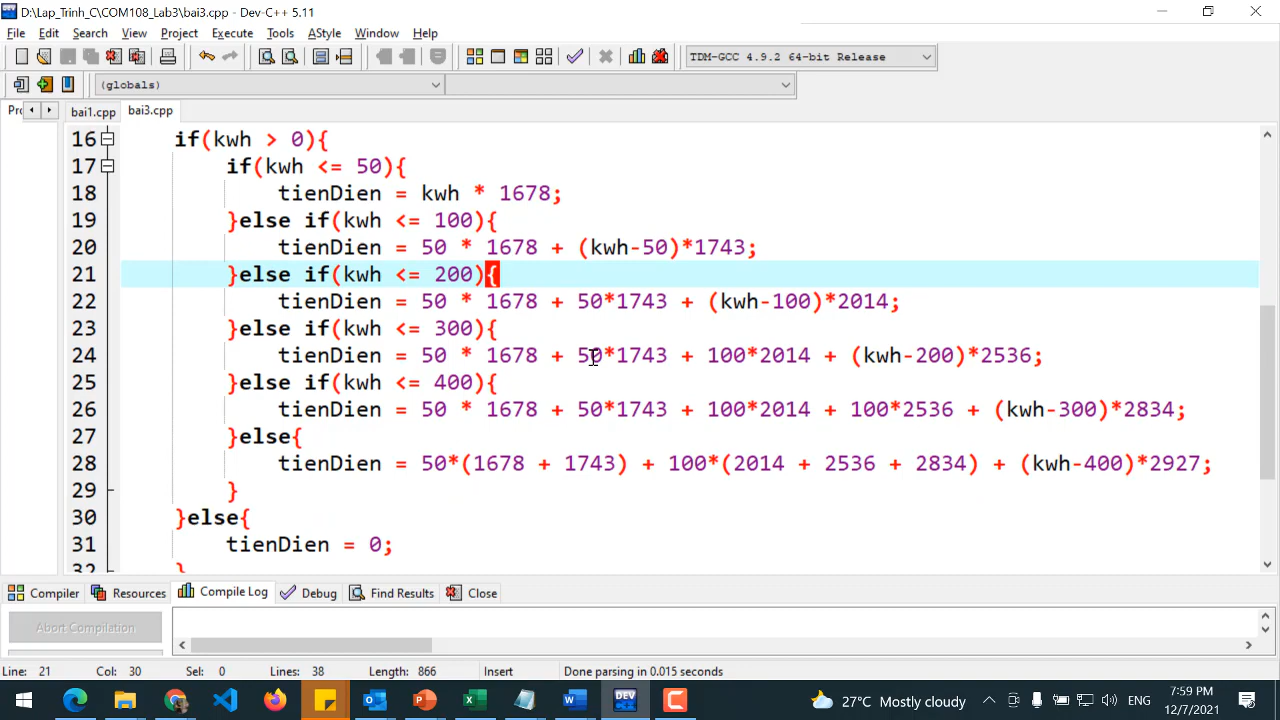 D:\Lap_Trinh_C\COM108_Lab3\bai3.cpp - Dev-C++ 5.11
File Edit Search View Project Execute Tools AStyle Window Help
TDM-GCC 4.9.2 64-bit Release
(globals)
Pr bai1.cpp bai3.cpp
16 if(kwh > 0){
17 if(kwh <= 50){
18 tienDien = kwh * 1678;
19 }else if(kwh <= 100){
20 tienDien = 50 * 1678 + (kwh-50)*1743;
21 }else if(kwh <= 200){
22 tienDien = 50 * 1678 + 50*1743 + (kwh-100)*2014;
23 }else if(kwh <= 300){
24 tienDien = 50 * 1678 + 50*1743 + 100*2014 + (kwh-200)*2536;
25 }else if(kwh <= 400){
26 tienDien = 50 * 1678 + 50*1743 + 100*2014 + 100*2536 + (kwh-300)*2834;
27 }else{
28 tienDien = 50*(1678 + 1743) + 100*(2014 + 2536 + 2834) + (kwh-400)*2927;
29 }
30 }else{
31 tienDien = 0;
32 }
Compiler Resources Compile Log Debug Find Results Close
Abort Compilation
Line: 21 Col: 30 Sel: 0 Lines: 38 Length: 866 Insert Done parsing in 0.015 seconds
27°C Mostly cloudy ENG 7:59 PM
12/7/2021